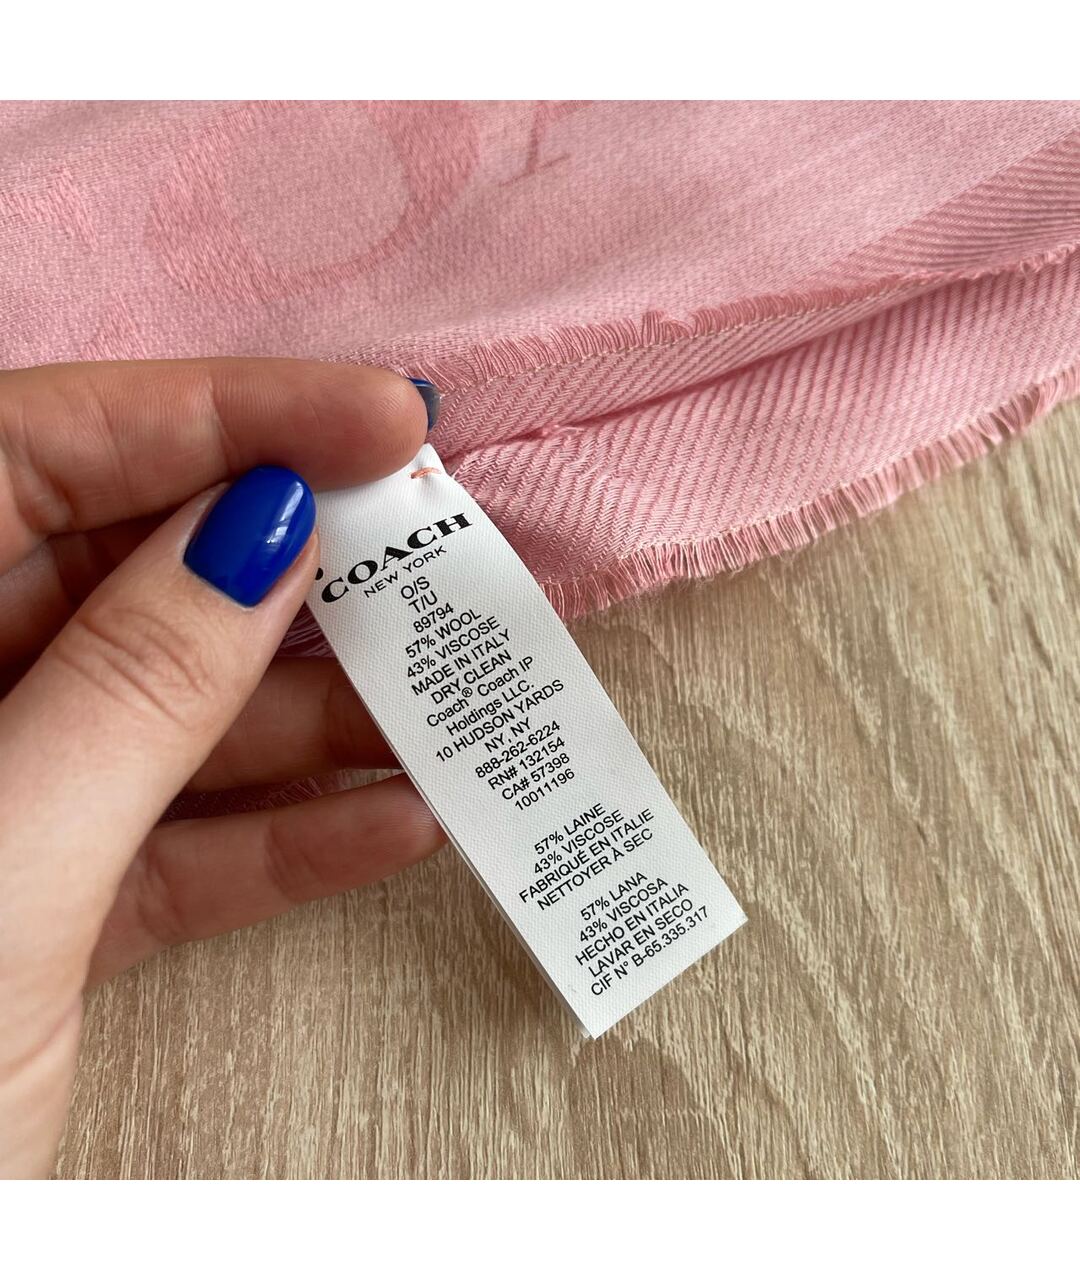 COACH
NEW YORK
O/S
T/U
89794
57% WOOL
43% VISCOSE
MADE IN ITALY
DRY CLEAN
Coach® Coach IP
Holdings LLC.
10 HUDSON YARDS
NY, NY
888-262-6224
RN# 132154
CA# 57398
10011196
57% LAINE
43% VISCOSE
FABRIQUÉ EN ITALIE
NETTOYER À SEC
57% LANA
43% VISCOSA
HECHO EN ITALIA
LAVAR EN SECO
CIF N° B-65.335.317